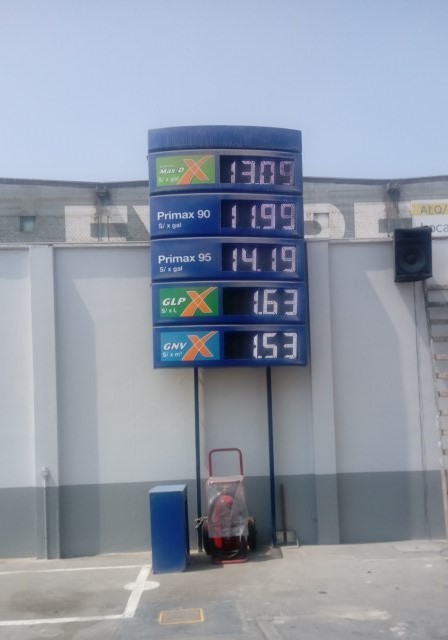 Max-D X
S/ x gal
13.09
Primax 90
S/ x gal
11.99
Primax 95
S/ x gal
14.19
GLP X
S/ x L
1.63
GNV X
S/ x m³
1.53